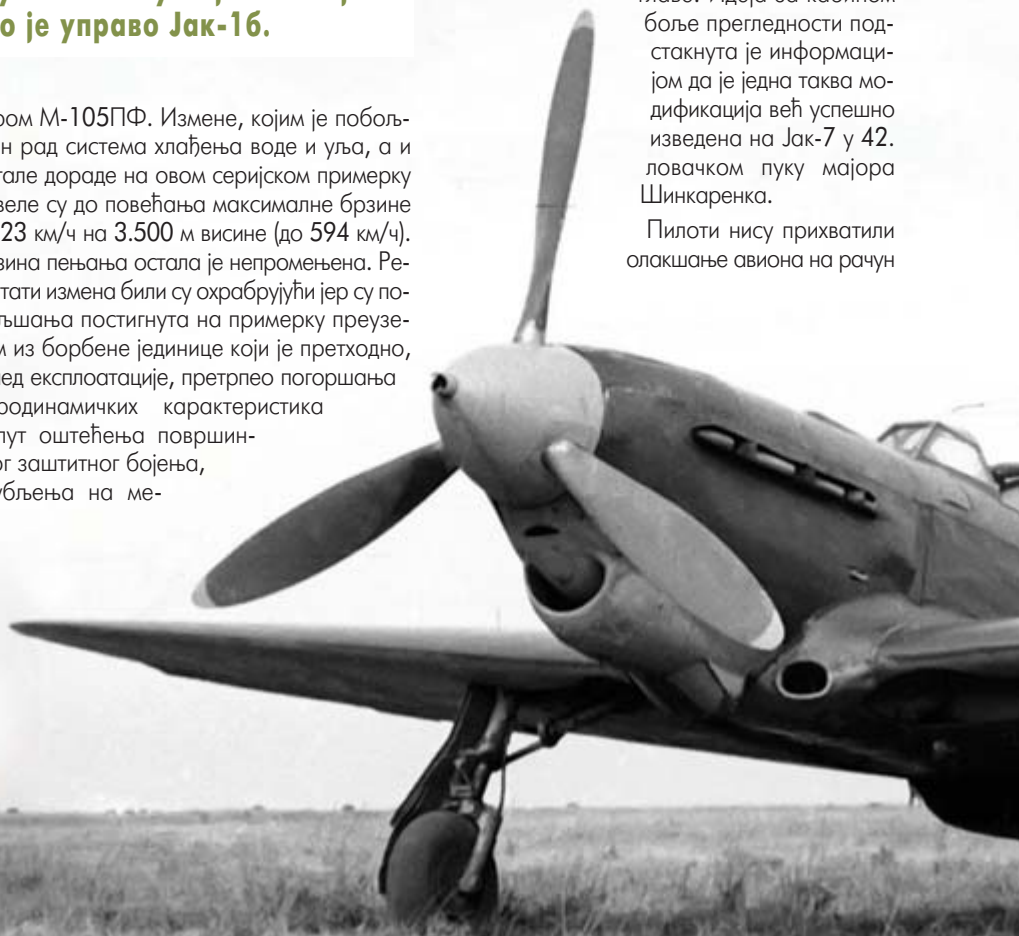 о је управо Јак-1б.
ром М-105ПФ. Измене, којим је побољ-
н рад система хлађења воде и уља, а и
тале дораде на овом серијском примерку
веле су до повећања максималне брзине
23 км/ч на 3.500 м висине (до 594 км/ч).
зина пењања остала је непромењена. Ре-
тати измена били су охрабрујући јер су по-
љшања постигнута на примерку преузе-
м из борбене јединице који је претходно,
лед експлоатације, претрпео погоршања
родинамичких карактеристика
пут оштећења површин-
ог заштитног бојења,
убљења на ме-
боље прегледности под-
стакнута је информаци-
јом да је једна таква мо-
дификација већ успешно
изведена на Јак-7 у 42.
ловачком пуку мајора
Шинкаренка.
Пилоти нису прихватили
олакшање авиона на рачун